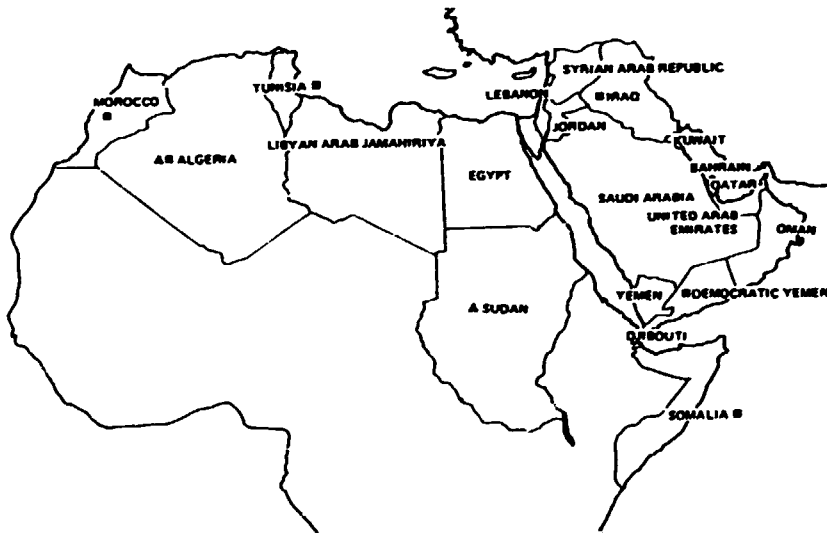 SYRIAN ARAB REPUBLIC
TUNISIA
LEBANON
IRAQ
MOROCCO
JORDAN
KUWAIT
LIBYAN ARAB JAMAHIRIYA
ALGERIA
BAHRAIN
EGYPT
QATAR
SAUDI ARABIA
UNITED ARAB
EMIRATES
OMAN
YEMEN
DEMOCRATIC YEMEN
SUDAN
DJIBOUTI
SOMALIA